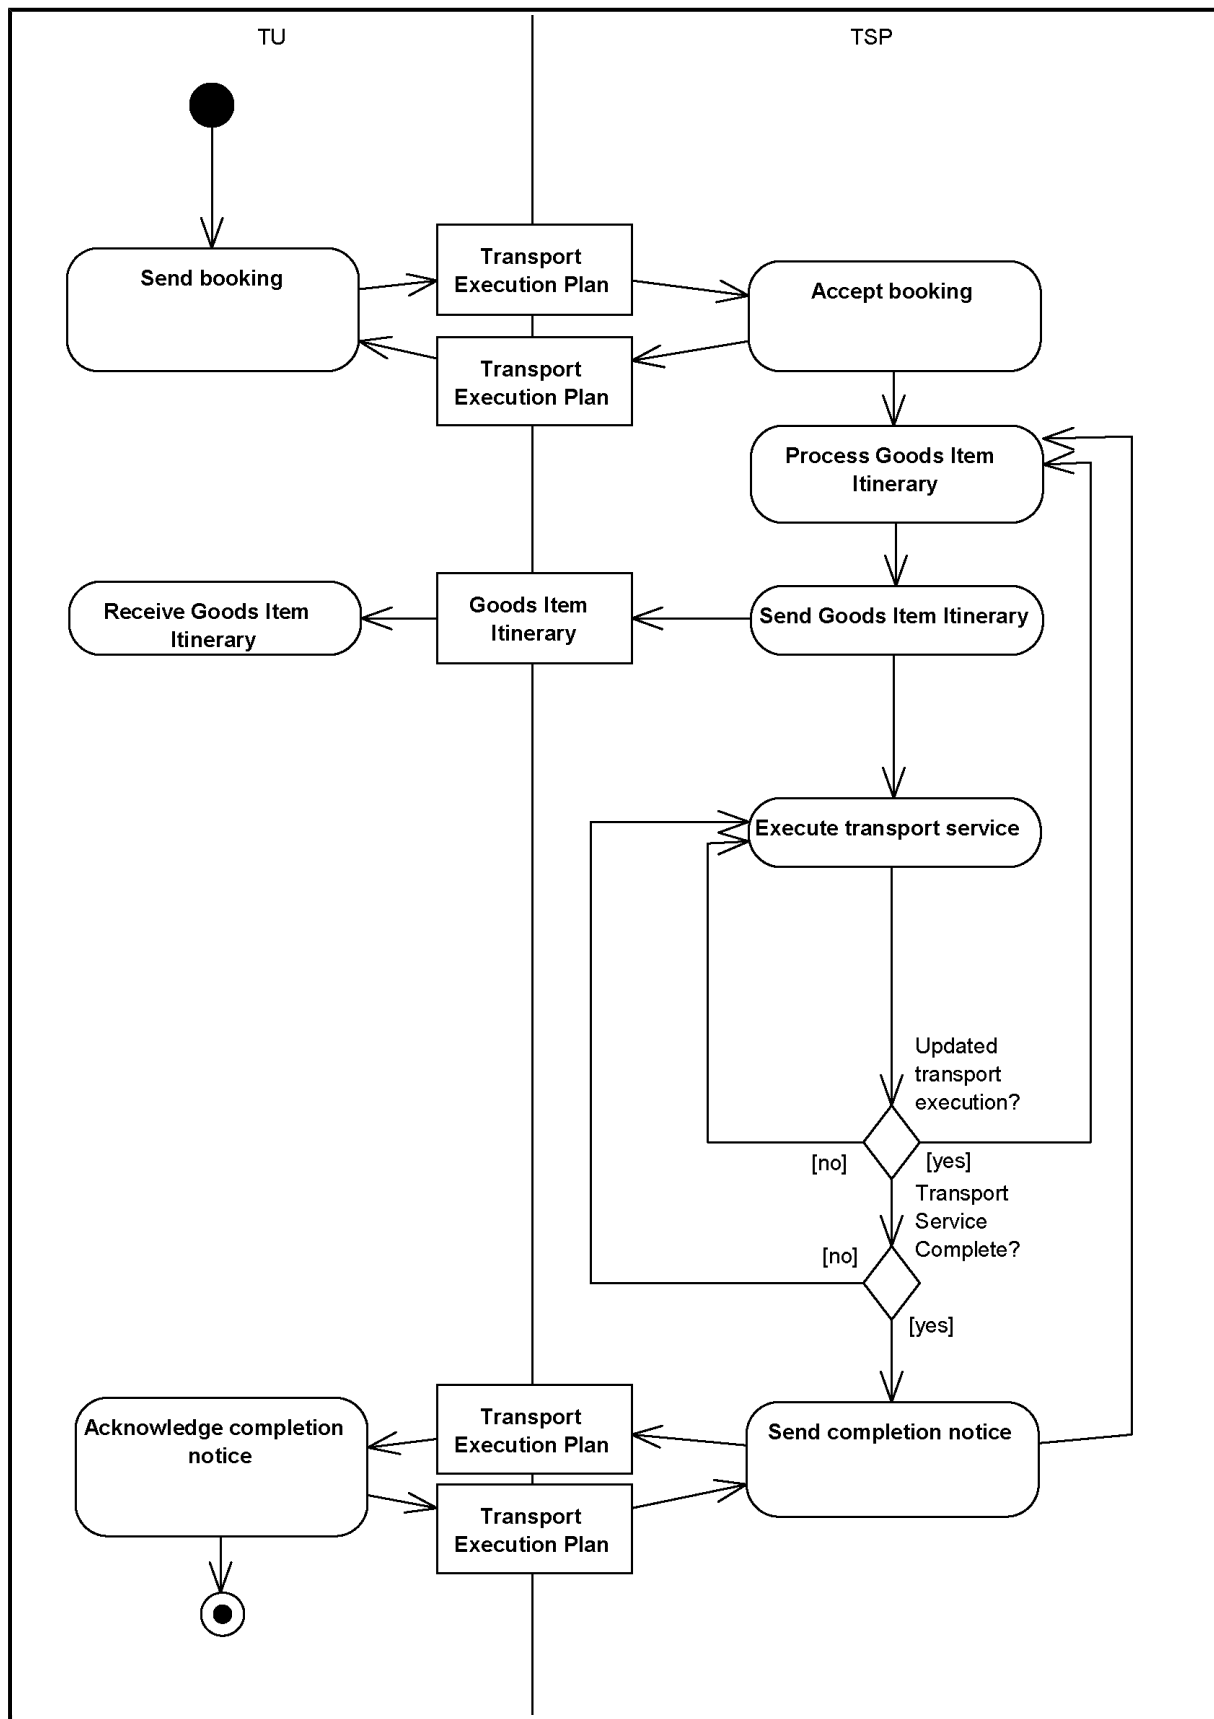 TU
TSP
Send booking
Transport
Execution Plan
Accept booking
Transport
Execution Plan
Process Goods Item
Itinerary
Receive Goods Item
Itinerary
Goods Item
Itinerary
Send Goods Item Itinerary
Execute transport service
Updated
transport
execution?
[no]
[yes]
Transport
Service
Complete?
[no]
[yes]
Acknowledge completion
notice
Transport
Execution Plan
Send completion notice
Transport
Execution Plan